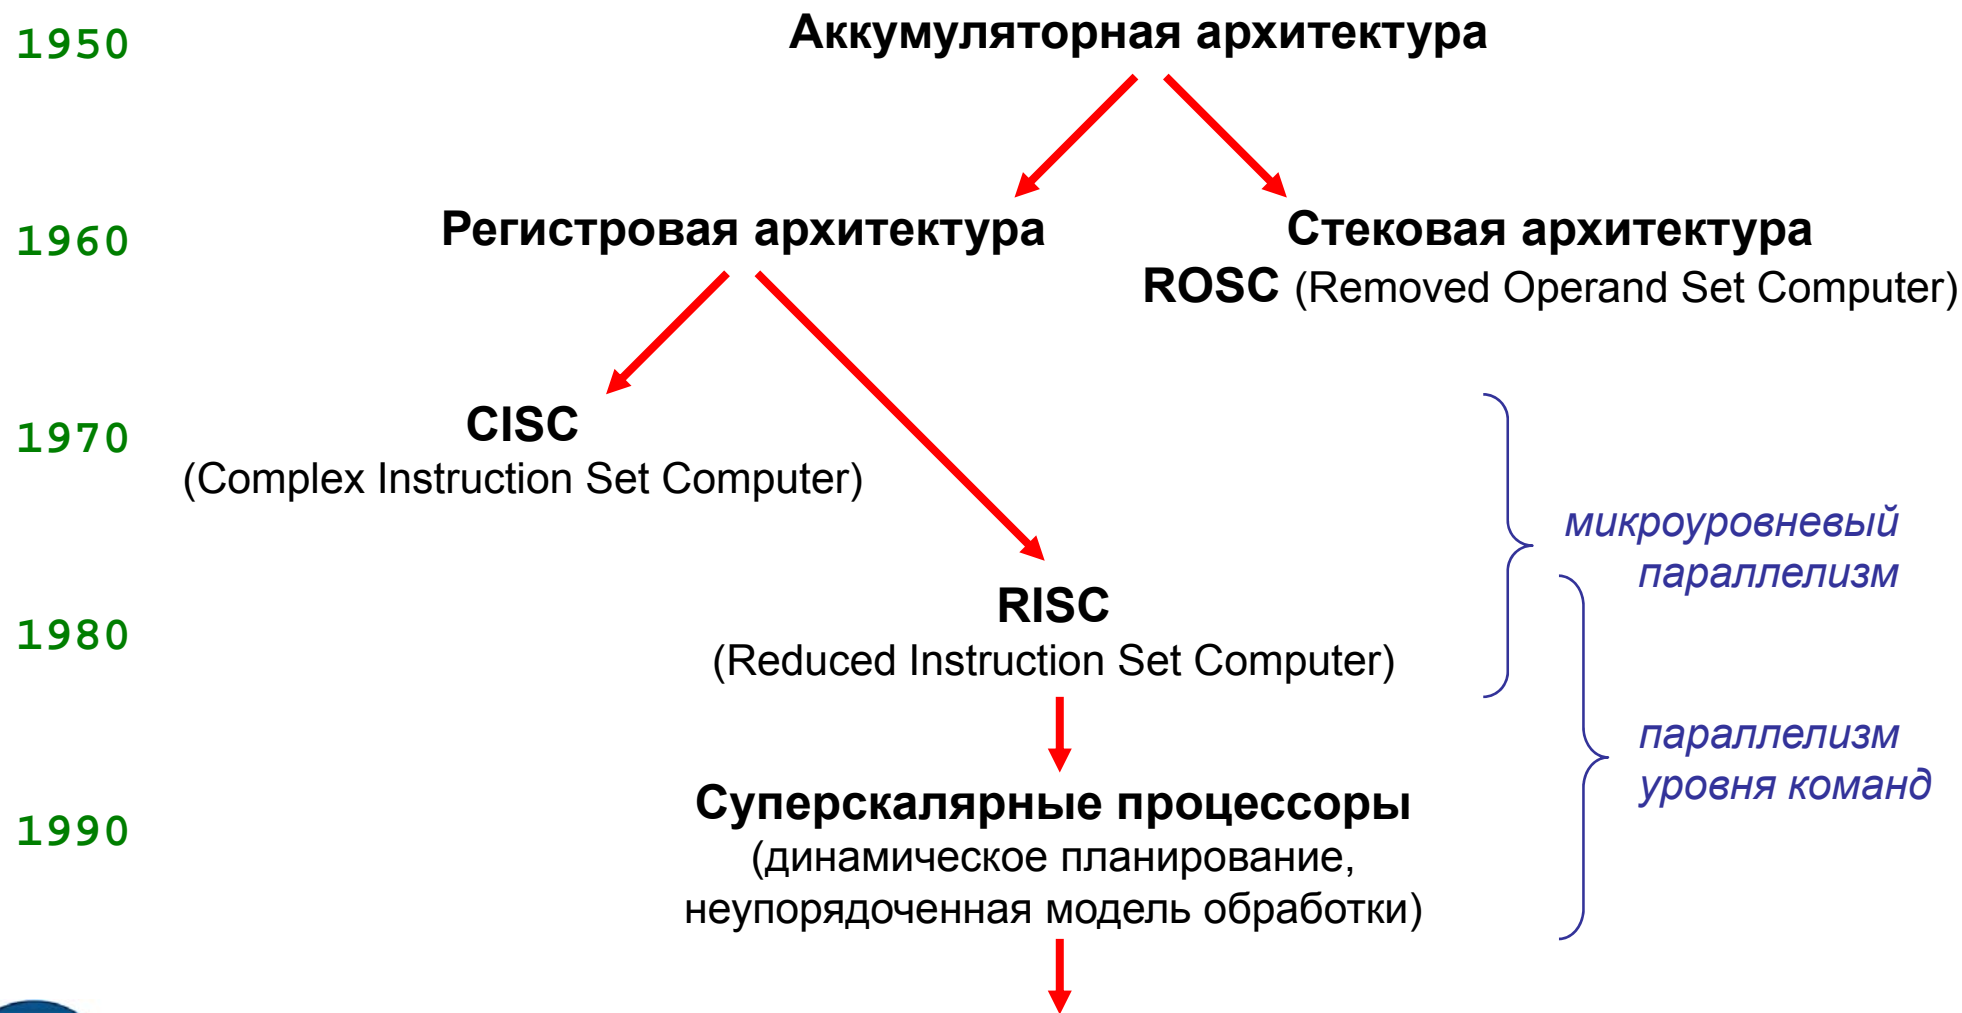 1950
Аккумуляторная архитектура
1960
Регистровая архитектура
Стековая архитектура
ROSC (Removed Operand Set Computer)
1970
CISC
(Complex Instruction Set Computer)
микроуровневый
параллелизм
1980
RISC
(Reduced Instruction Set Computer)
параллелизм
уровня команд
1990
Суперскалярные процессоры
(динамическое планирование,
неупорядоченная модель обработки)